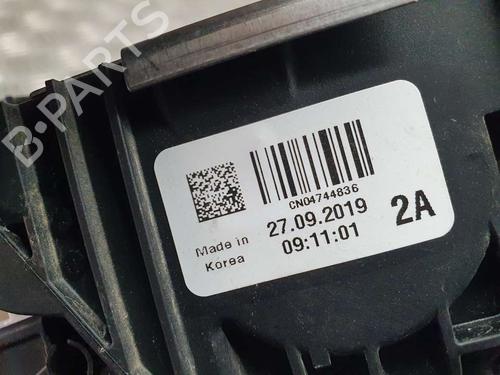 B-PARTS
CN04744836
Made in
Korea
27.09.2019
09:11:01
2A